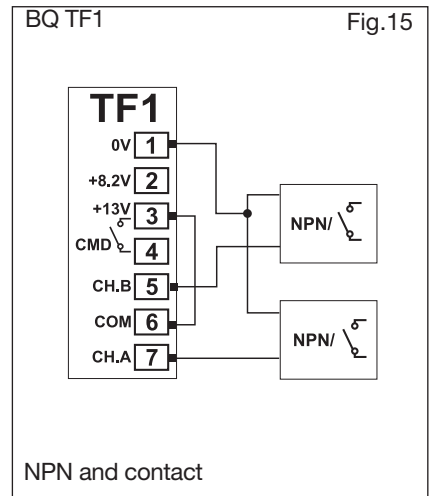 BQ TF1 Fig.15
TF1
0V 1
+8.2V 2
+13V 3
CMD 4
CH.B 5
COM 6
CH.A 7
NPN/
NPN/
NPN and contact